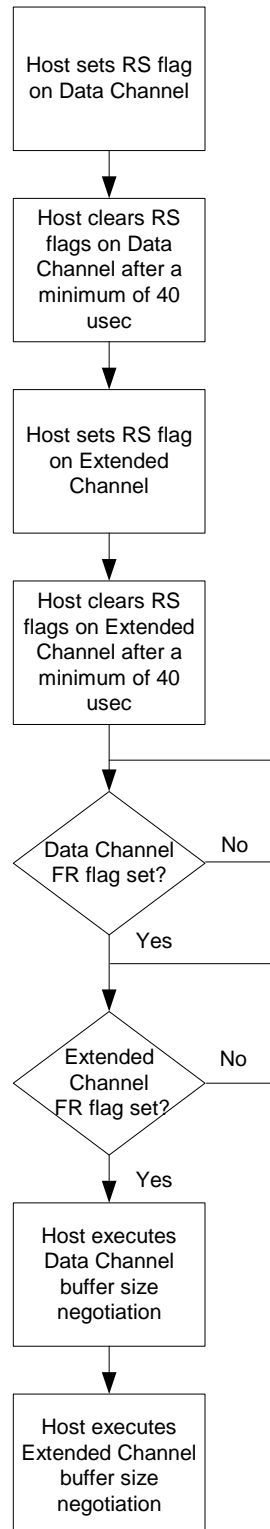 Host sets RS flag
on Data Channel
Host clears RS
flags on Data
Channel after a
minimum of 40
usec
Host sets RS flag
on Extended
Channel
Host clears RS
flags on Extended
Channel after a
minimum of 40
usec
Data Channel
FR flag set?
No
Yes
Extended
Channel
FR flag set?
No
Yes
Host executes
Data Channel
buffer size
negotiation
Host executes
Extended Channel
buffer size
negotiation